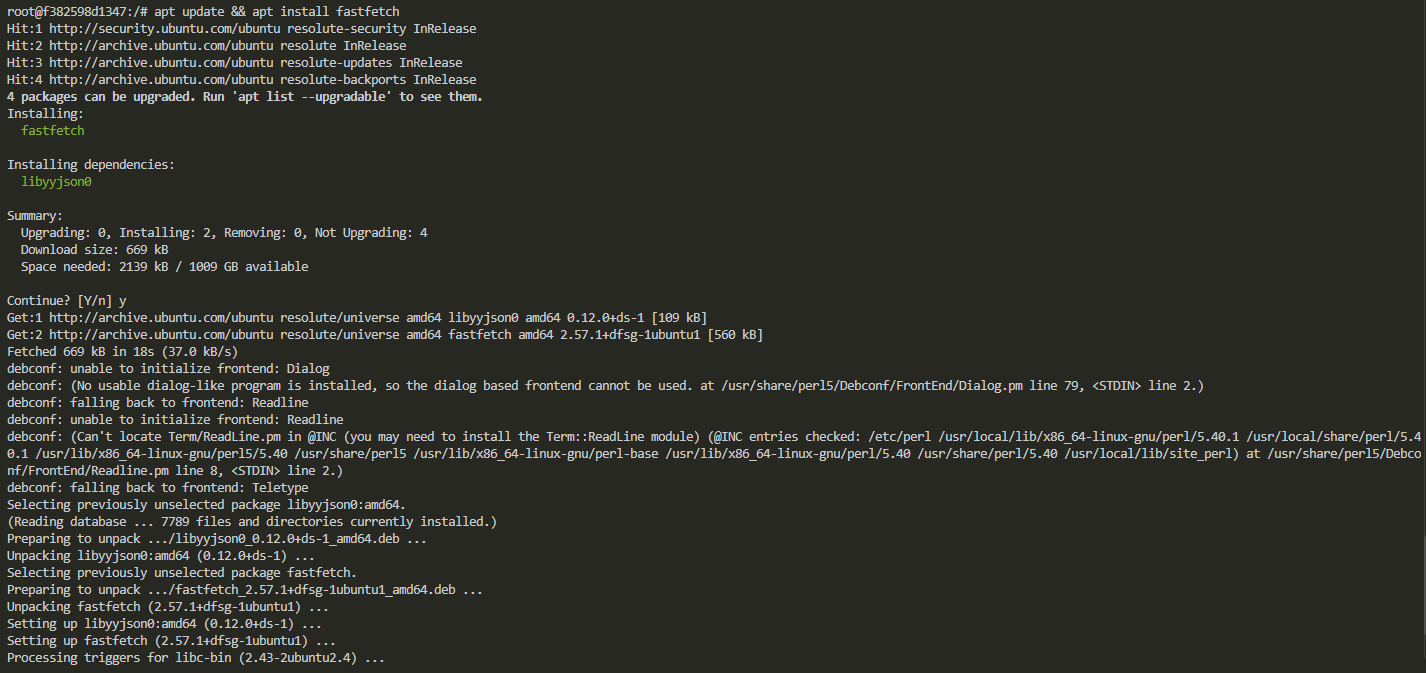 root@f382598d1347:/# apt update && apt install fastfetch
Hit:1 http://security.ubuntu.com/ubuntu resolute-security InRelease
Hit:2 http://archive.ubuntu.com/ubuntu resolute InRelease
Hit:3 http://archive.ubuntu.com/ubuntu resolute-updates InRelease
Hit:4 http://archive.ubuntu.com/ubuntu resolute-backports InRelease
4 packages can be upgraded. Run 'apt list --upgradable' to see them.
Installing:
  fastfetch

Installing dependencies:
  libyyjson0

Summary:
  Upgrading: 0, Installing: 2, Removing: 0, Not Upgrading: 4
  Download size: 669 kB
  Space needed: 2139 kB / 1009 GB available

Continue? [Y/n] y
Get:1 http://archive.ubuntu.com/ubuntu resolute/universe amd64 libyyjson0 amd64 0.12.0+ds-1 [109 kB]
Get:2 http://archive.ubuntu.com/ubuntu resolute/universe amd64 fastfetch amd64 2.57.1+dfsg-1ubuntu1 [560 kB]
Fetched 669 kB in 18s (37.0 kB/s)
debconf: unable to initialize frontend: Dialog
debconf: (No usable dialog-like program is installed, so the dialog based frontend cannot be used. at /usr/share/perl5/Debconf/FrontEnd/Dialog.pm line 79, <STDIN> line 2.)
debconf: falling back to frontend: Readline
debconf: unable to initialize frontend: Readline
debconf: (Can't locate Term/ReadLine.pm in @INC (you may need to install the Term::ReadLine module) (@INC entries checked: /etc/perl /usr/local/lib/x86_64-linux-gnu/perl/5.40.1 /usr/local/share/perl/5.4
0.1 /usr/lib/x86_64-linux-gnu/perl5/5.40 /usr/share/perl5 /usr/lib/x86_64-linux-gnu/perl-base /usr/lib/x86_64-linux-gnu/perl/5.40 /usr/share/perl/5.40 /usr/local/lib/site_perl) at /usr/share/perl5/Debco
nf/FrontEnd/Readline.pm line 8, <STDIN> line 2.)
debconf: falling back to frontend: Teletype
Selecting previously unselected package libyyjson0:amd64.
(Reading database ... 7789 files and directories currently installed.)
Preparing to unpack .../libyyjson0_0.12.0+ds-1_amd64.deb ...
Unpacking libyyjson0:amd64 (0.12.0+ds-1) ...
Selecting previously unselected package fastfetch.
Preparing to unpack .../fastfetch_2.57.1+dfsg-1ubuntu1_amd64.deb ...
Unpacking fastfetch (2.57.1+dfsg-1ubuntu1) ...
Setting up libyyjson0:amd64 (0.12.0+ds-1) ...
Setting up fastfetch (2.57.1+dfsg-1ubuntu1) ...
Processing triggers for libc-bin (2.43-2ubuntu2.4) ...